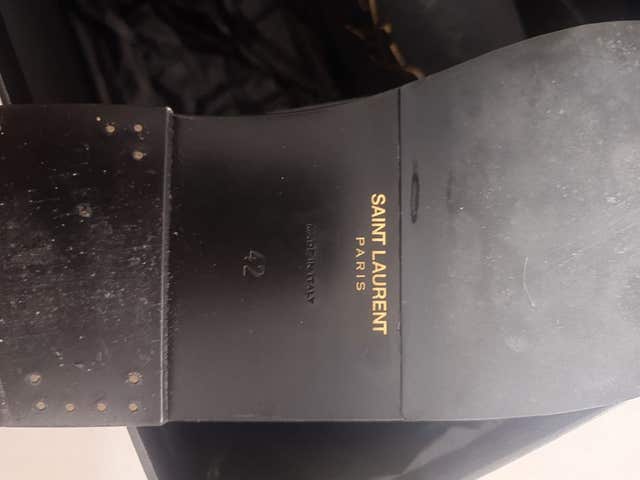 SAINT LAURENT
PARIS
MADE IN ITALY
42